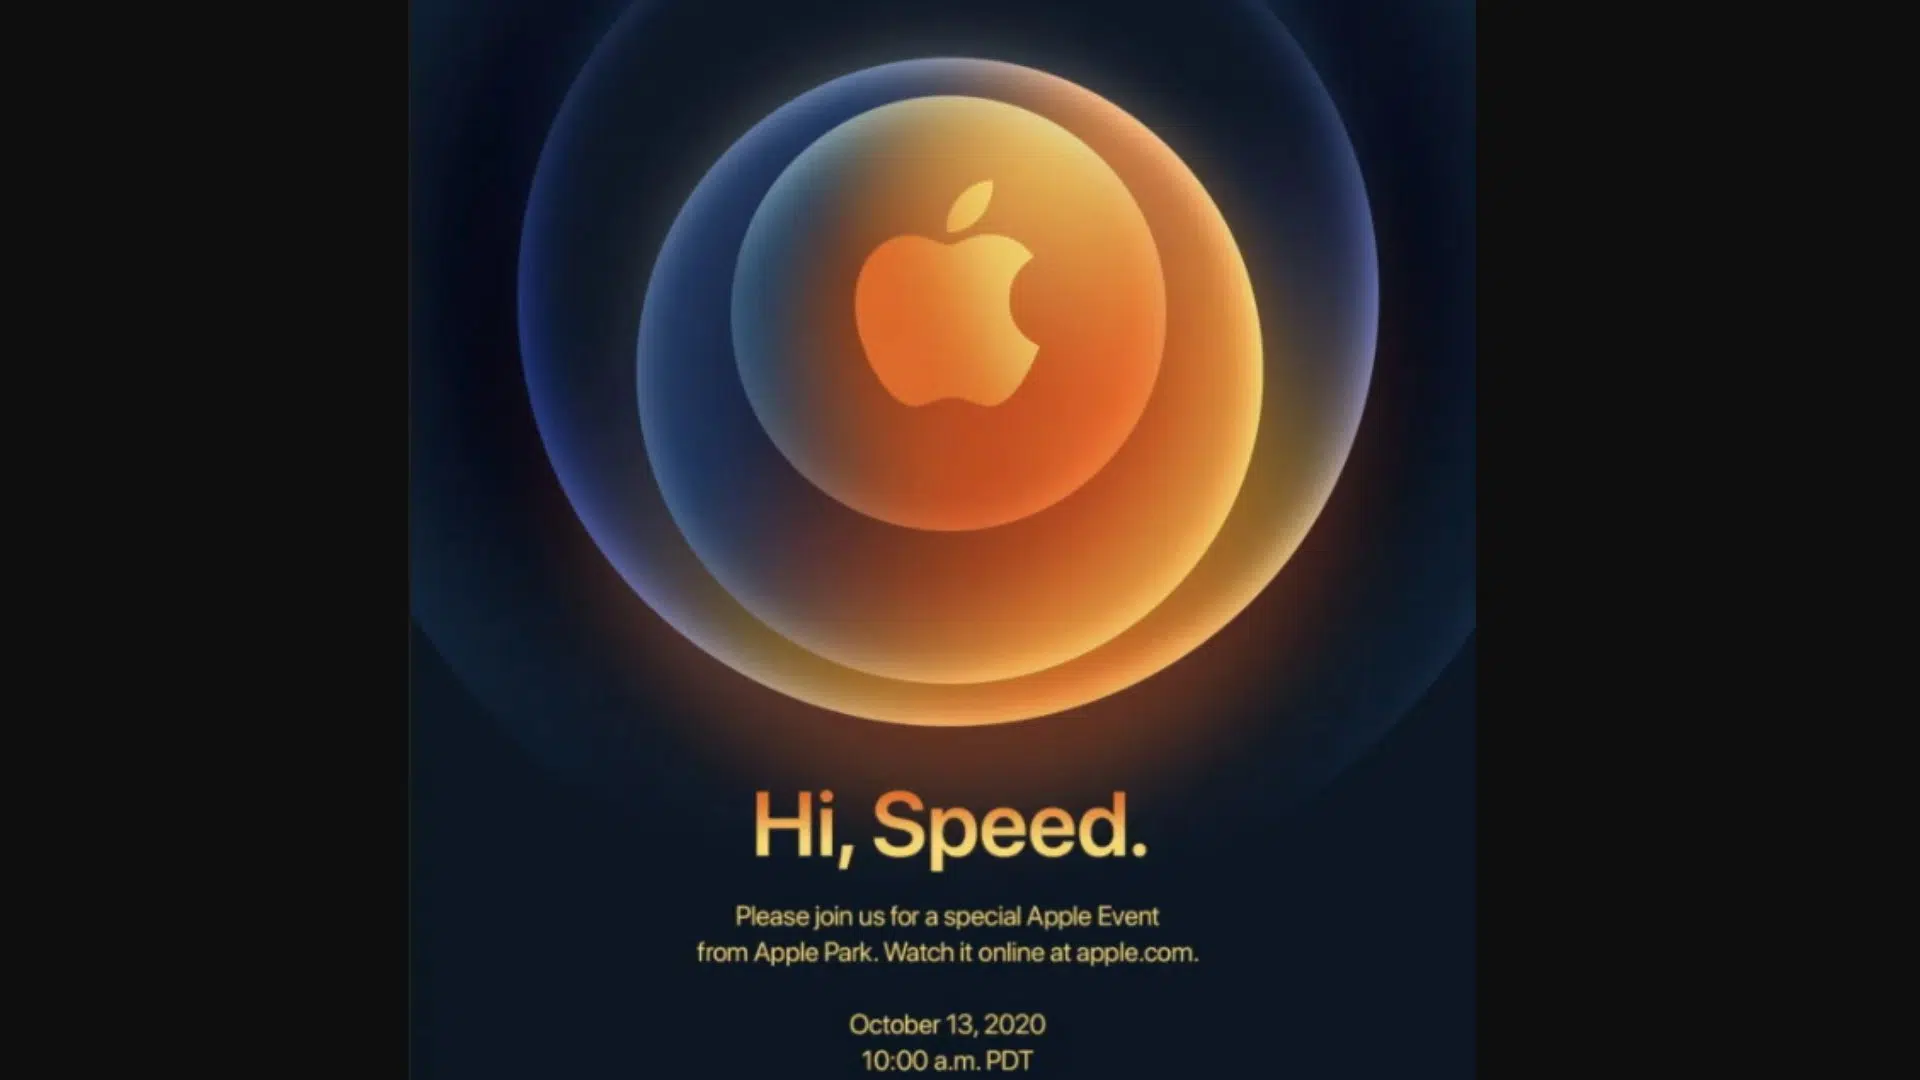 Hi, Speed.
Please join us for a special Apple Event
from Apple Park. Watch it online at apple.com.
October 13, 2020
10:00 a.m. PDT